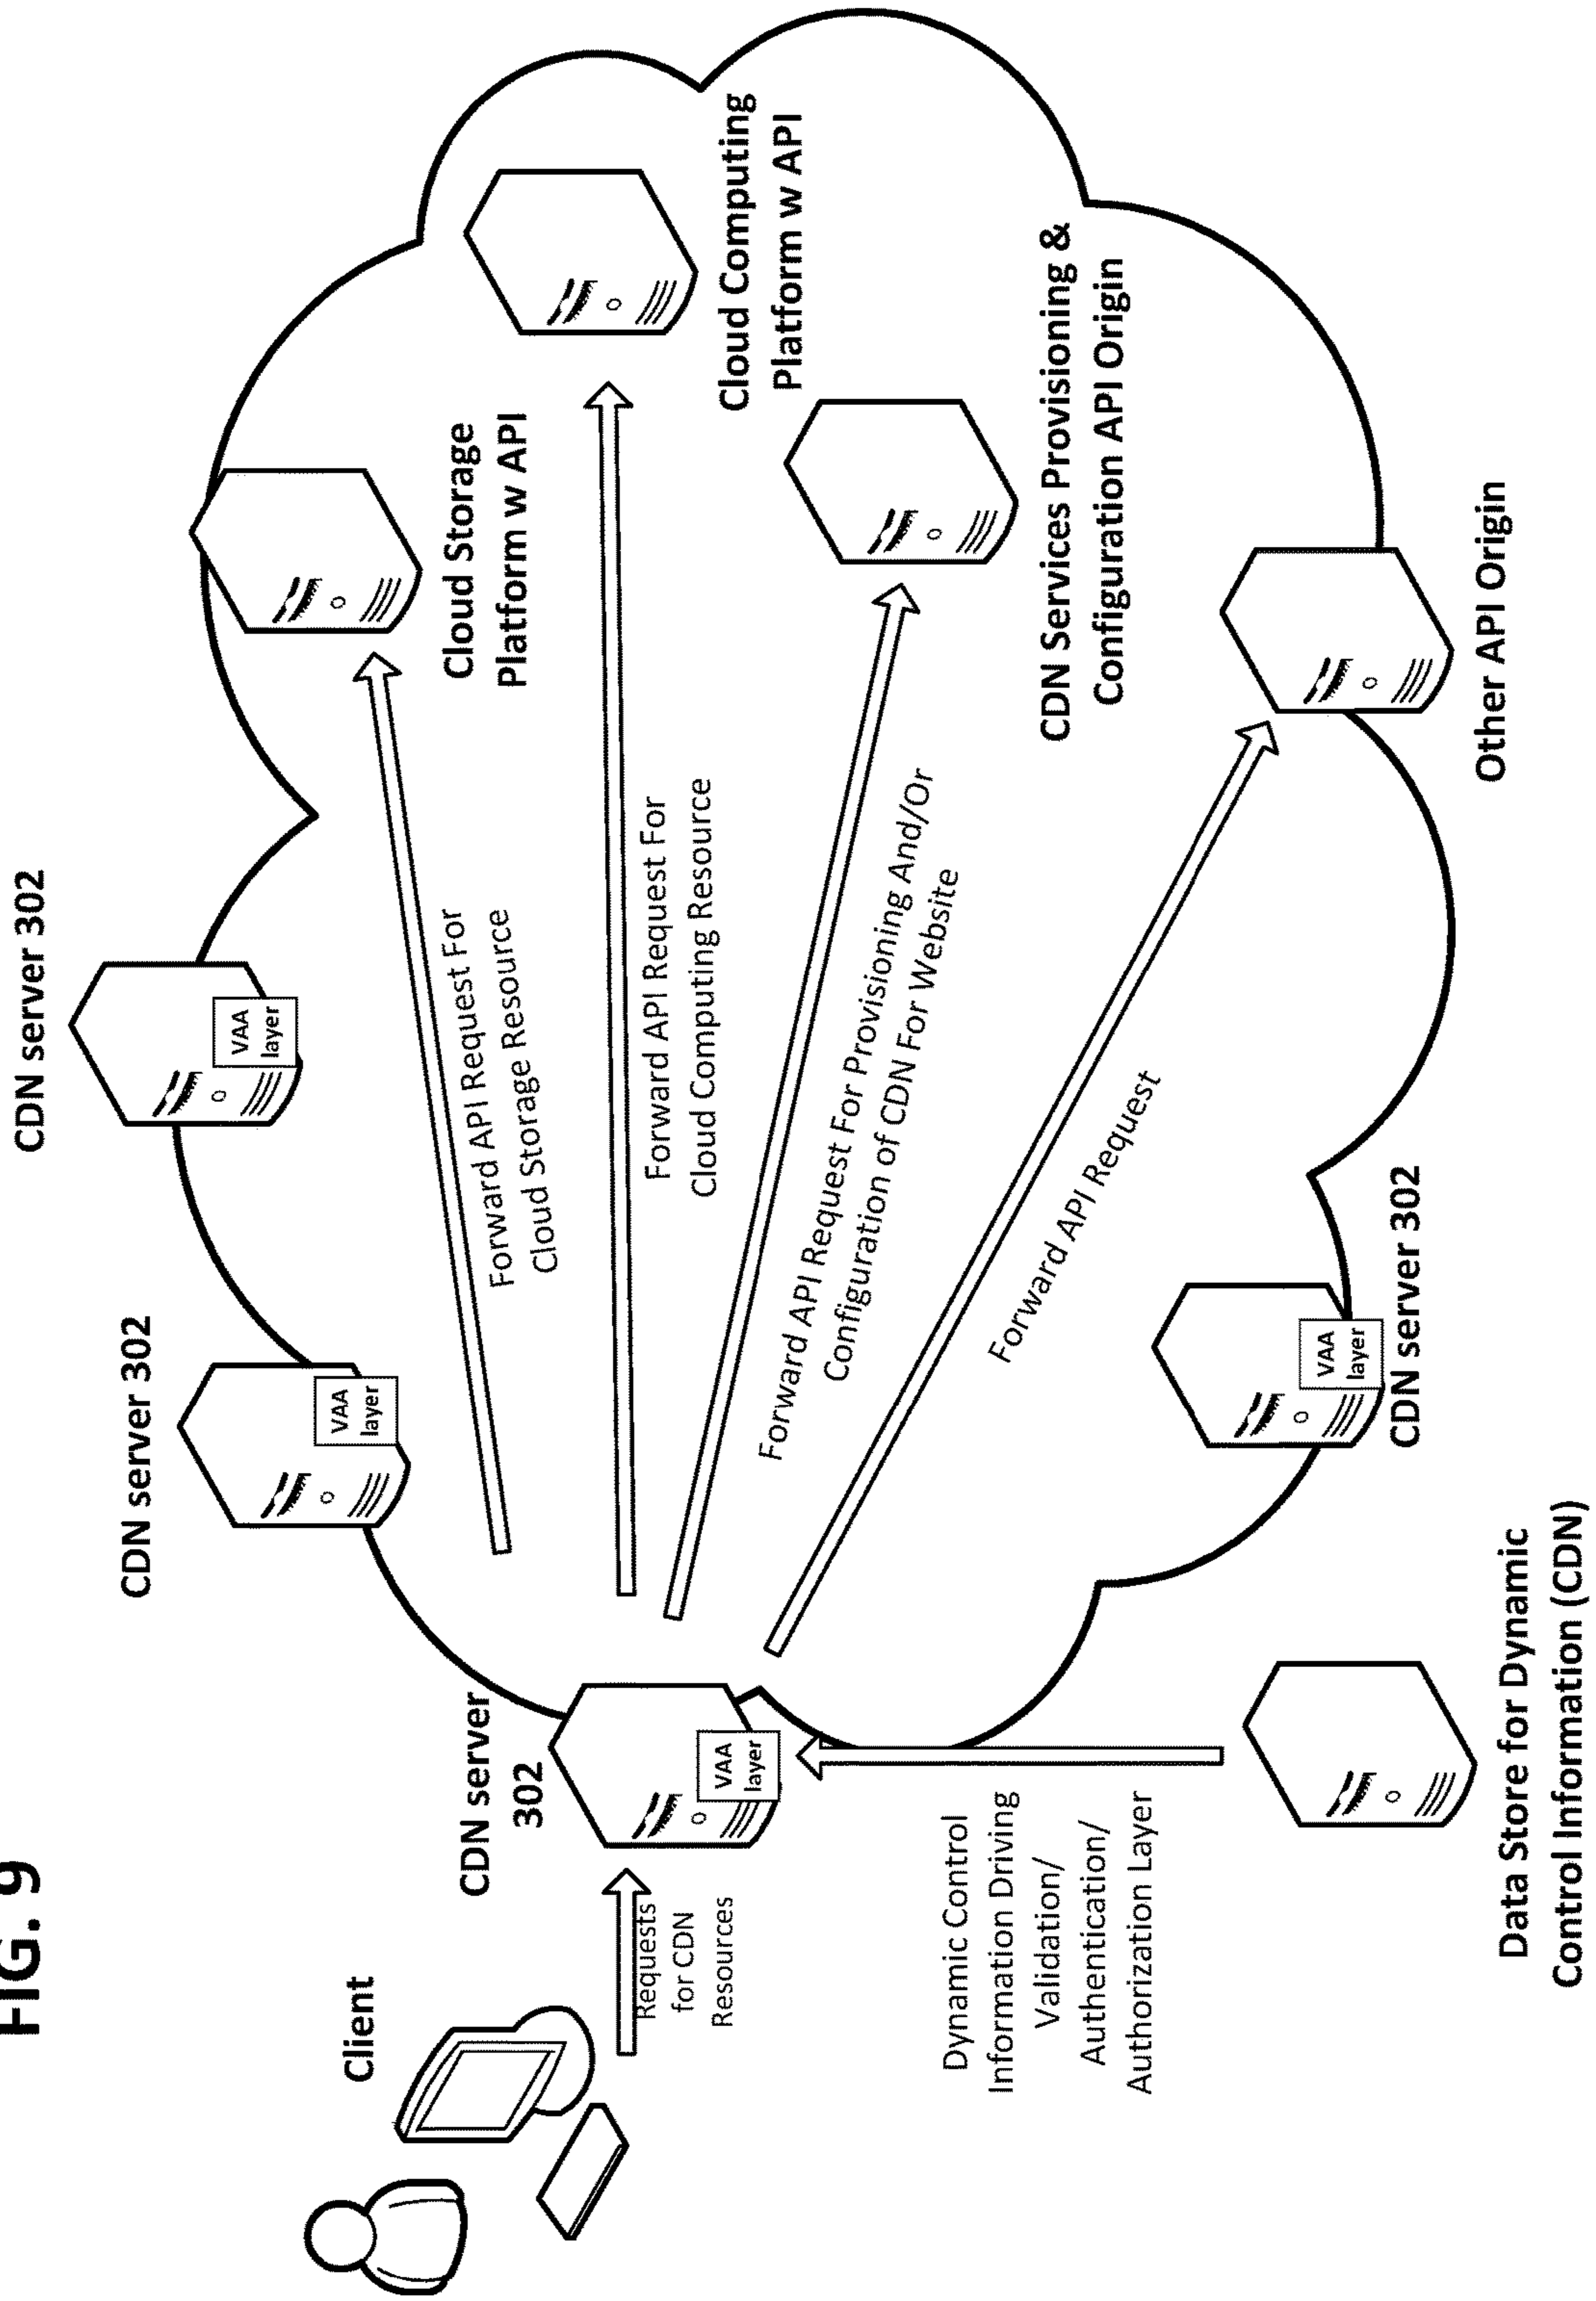 FIG. 9
Client
Requests
for CDN
Resources
CDN server
302
VAA
layer
CDN server 302
VAA
layer
CDN server 302
VAA
layer
Forward API Request For
Cloud Storage Resource
Cloud Storage
Platform w API
Forward API Request For
Cloud Computing Resource
Cloud Computing
Platform w API
Forward API Request For Provisioning And/Or
Configuration of CDN For Website
CDN Services Provisioning &
Configuration API Origin
Forward API Request
Other API Origin
VAA
layer
CDN server 302
Dynamic Control
Information Driving
Validation/
Authentication/
Authorization Layer
Data Store for Dynamic
Control Information (CDN)